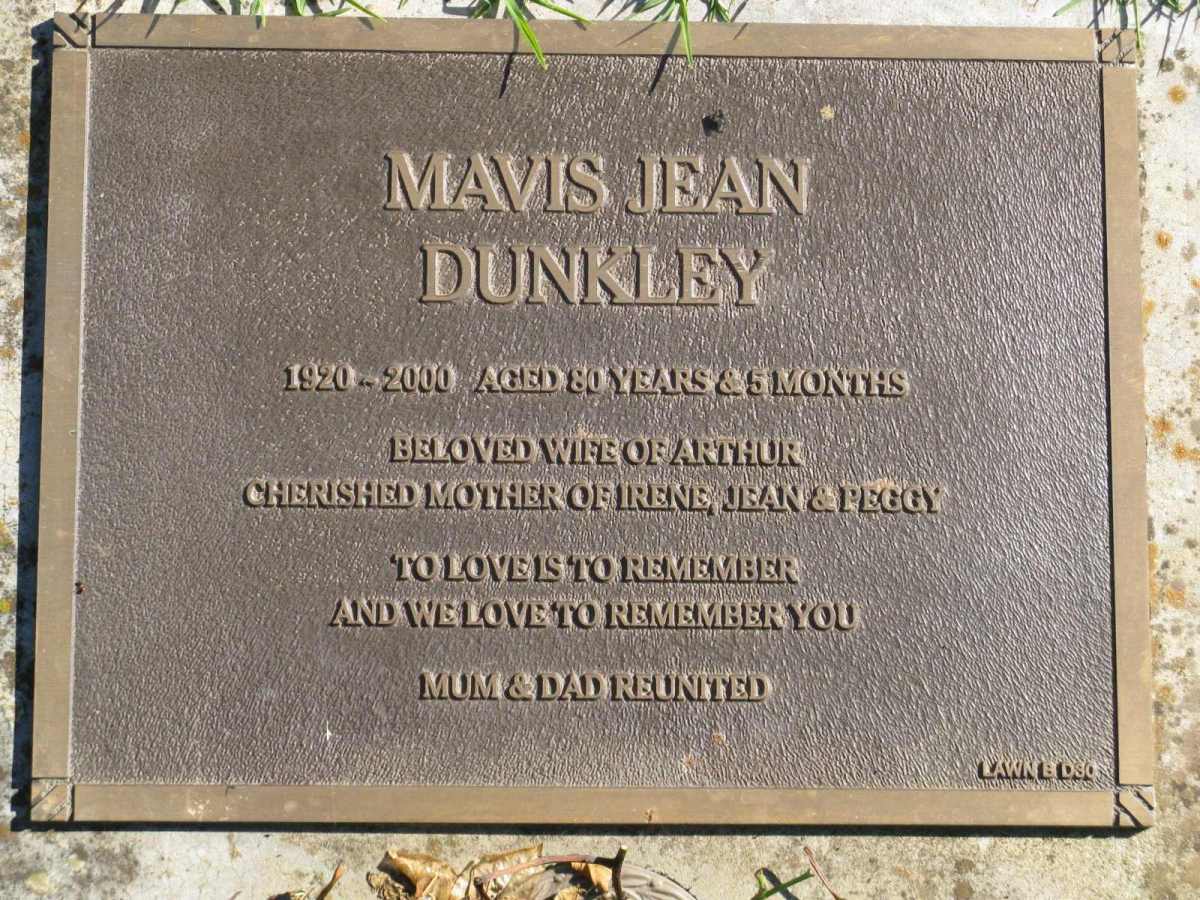 MAVIS JEAN
DUNKLEY
1920 ~ 2000 AGED 80 YEARS & 5 MONTHS
BELOVED WIFE OF ARTHUR
CHERISHED MOTHER OF IRENE, JEAN & PEGGY
TO LOVE IS TO REMEMBER
AND WE LOVE TO REMEMBER YOU
MUM & DAD REUNITED
LAWN B D30